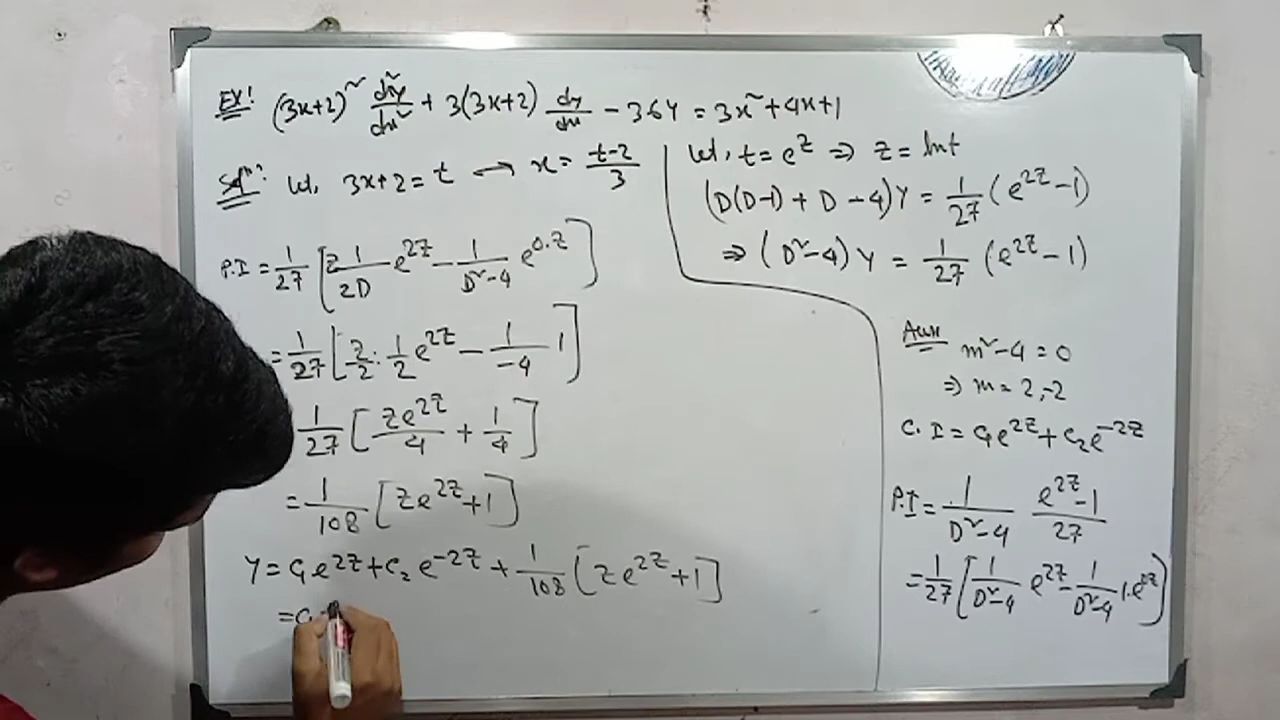 Ex! (3x+2)² d²y/dx² + 3(3x+2) dy/dx - 36y = 3x²+4x+1
Solⁿ: let, 3x+2 = t → x = (t-2)/3
P.I = 1/27 [z 1/2D e^{2z} - 1/(D²-4) e^{0.z}]
= 1/27 [z/2 . 1/2 e^{2z} - 1/-4 1]
1/27 [ze^{2z}/4 + 1/4]
= 1/108 [ze^{2z} + 1]
Y = C₁e^{2z} + C₂e^{-2z} + 1/108 [ze^{2z} + 1]
= C₁
let, t = e^z ⇒ z = lnt
(D(D-1) + D - 4)Y = 1/27 (e^{2z} - 1)
⇒ (D²-4)Y = 1/27 (e^{2z} - 1)
Aux
m²-4 = 0
⇒ m = 2,-2
C.I = C₁e^{2z} + C₂e^{-2z}
P.I = 1/(D²-4) (e^{2z}-1)/27
= 1/27 [1/(D²-4) e^{2z} - 1/(D²-4) 1.e^{0z}]